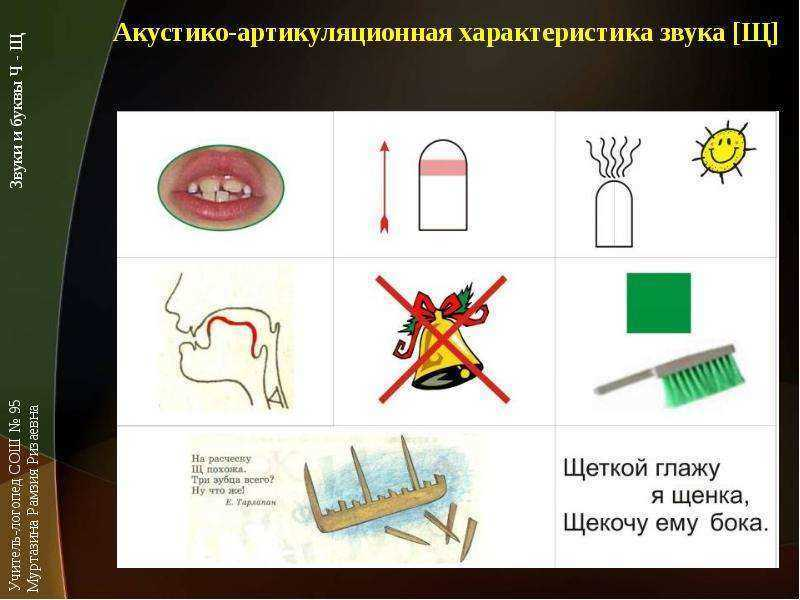 Акустико-артикуляционная характеристика звука [Щ]
Звуки и буквы Ч - Щ
Учитель-логопед СОШ № 95
Муртазина Рамзия Ризаевна
На расческу
Щ похожа.
Три зубца всего?
Ну что же!
Е. Тарлапан
Щеткой глажу
я щенка,
Щекочу ему бока.